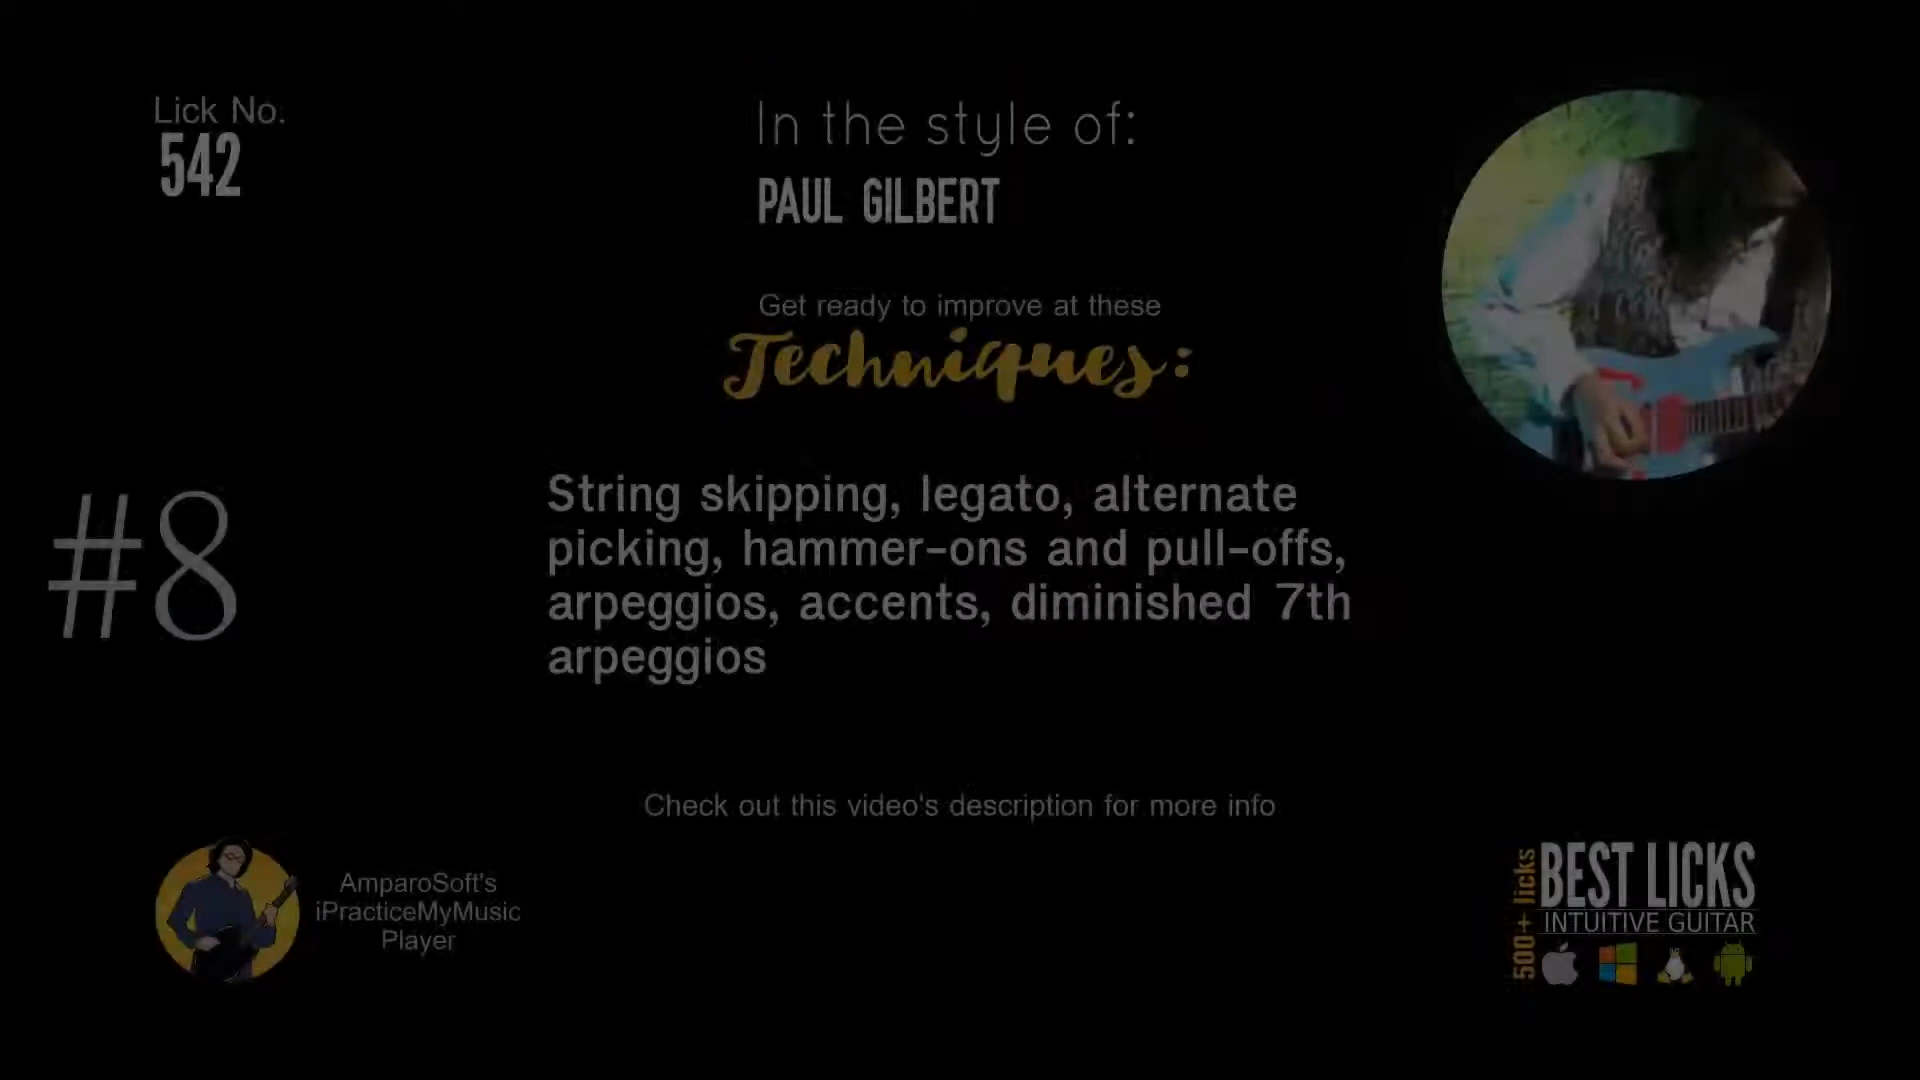 Lick No.
542
In the style of:
PAUL GILBERT
Get ready to improve at these
Techniques:
#8
String skipping, legato, alternate
picking, hammer-ons and pull-offs,
arpeggios, accents, diminished 7th
arpeggios
Check out this video's description for more info
AmparoSoft's
iPracticeMyMusic
Player
500+ licks
BEST LICKS
INTUITIVE GUITAR